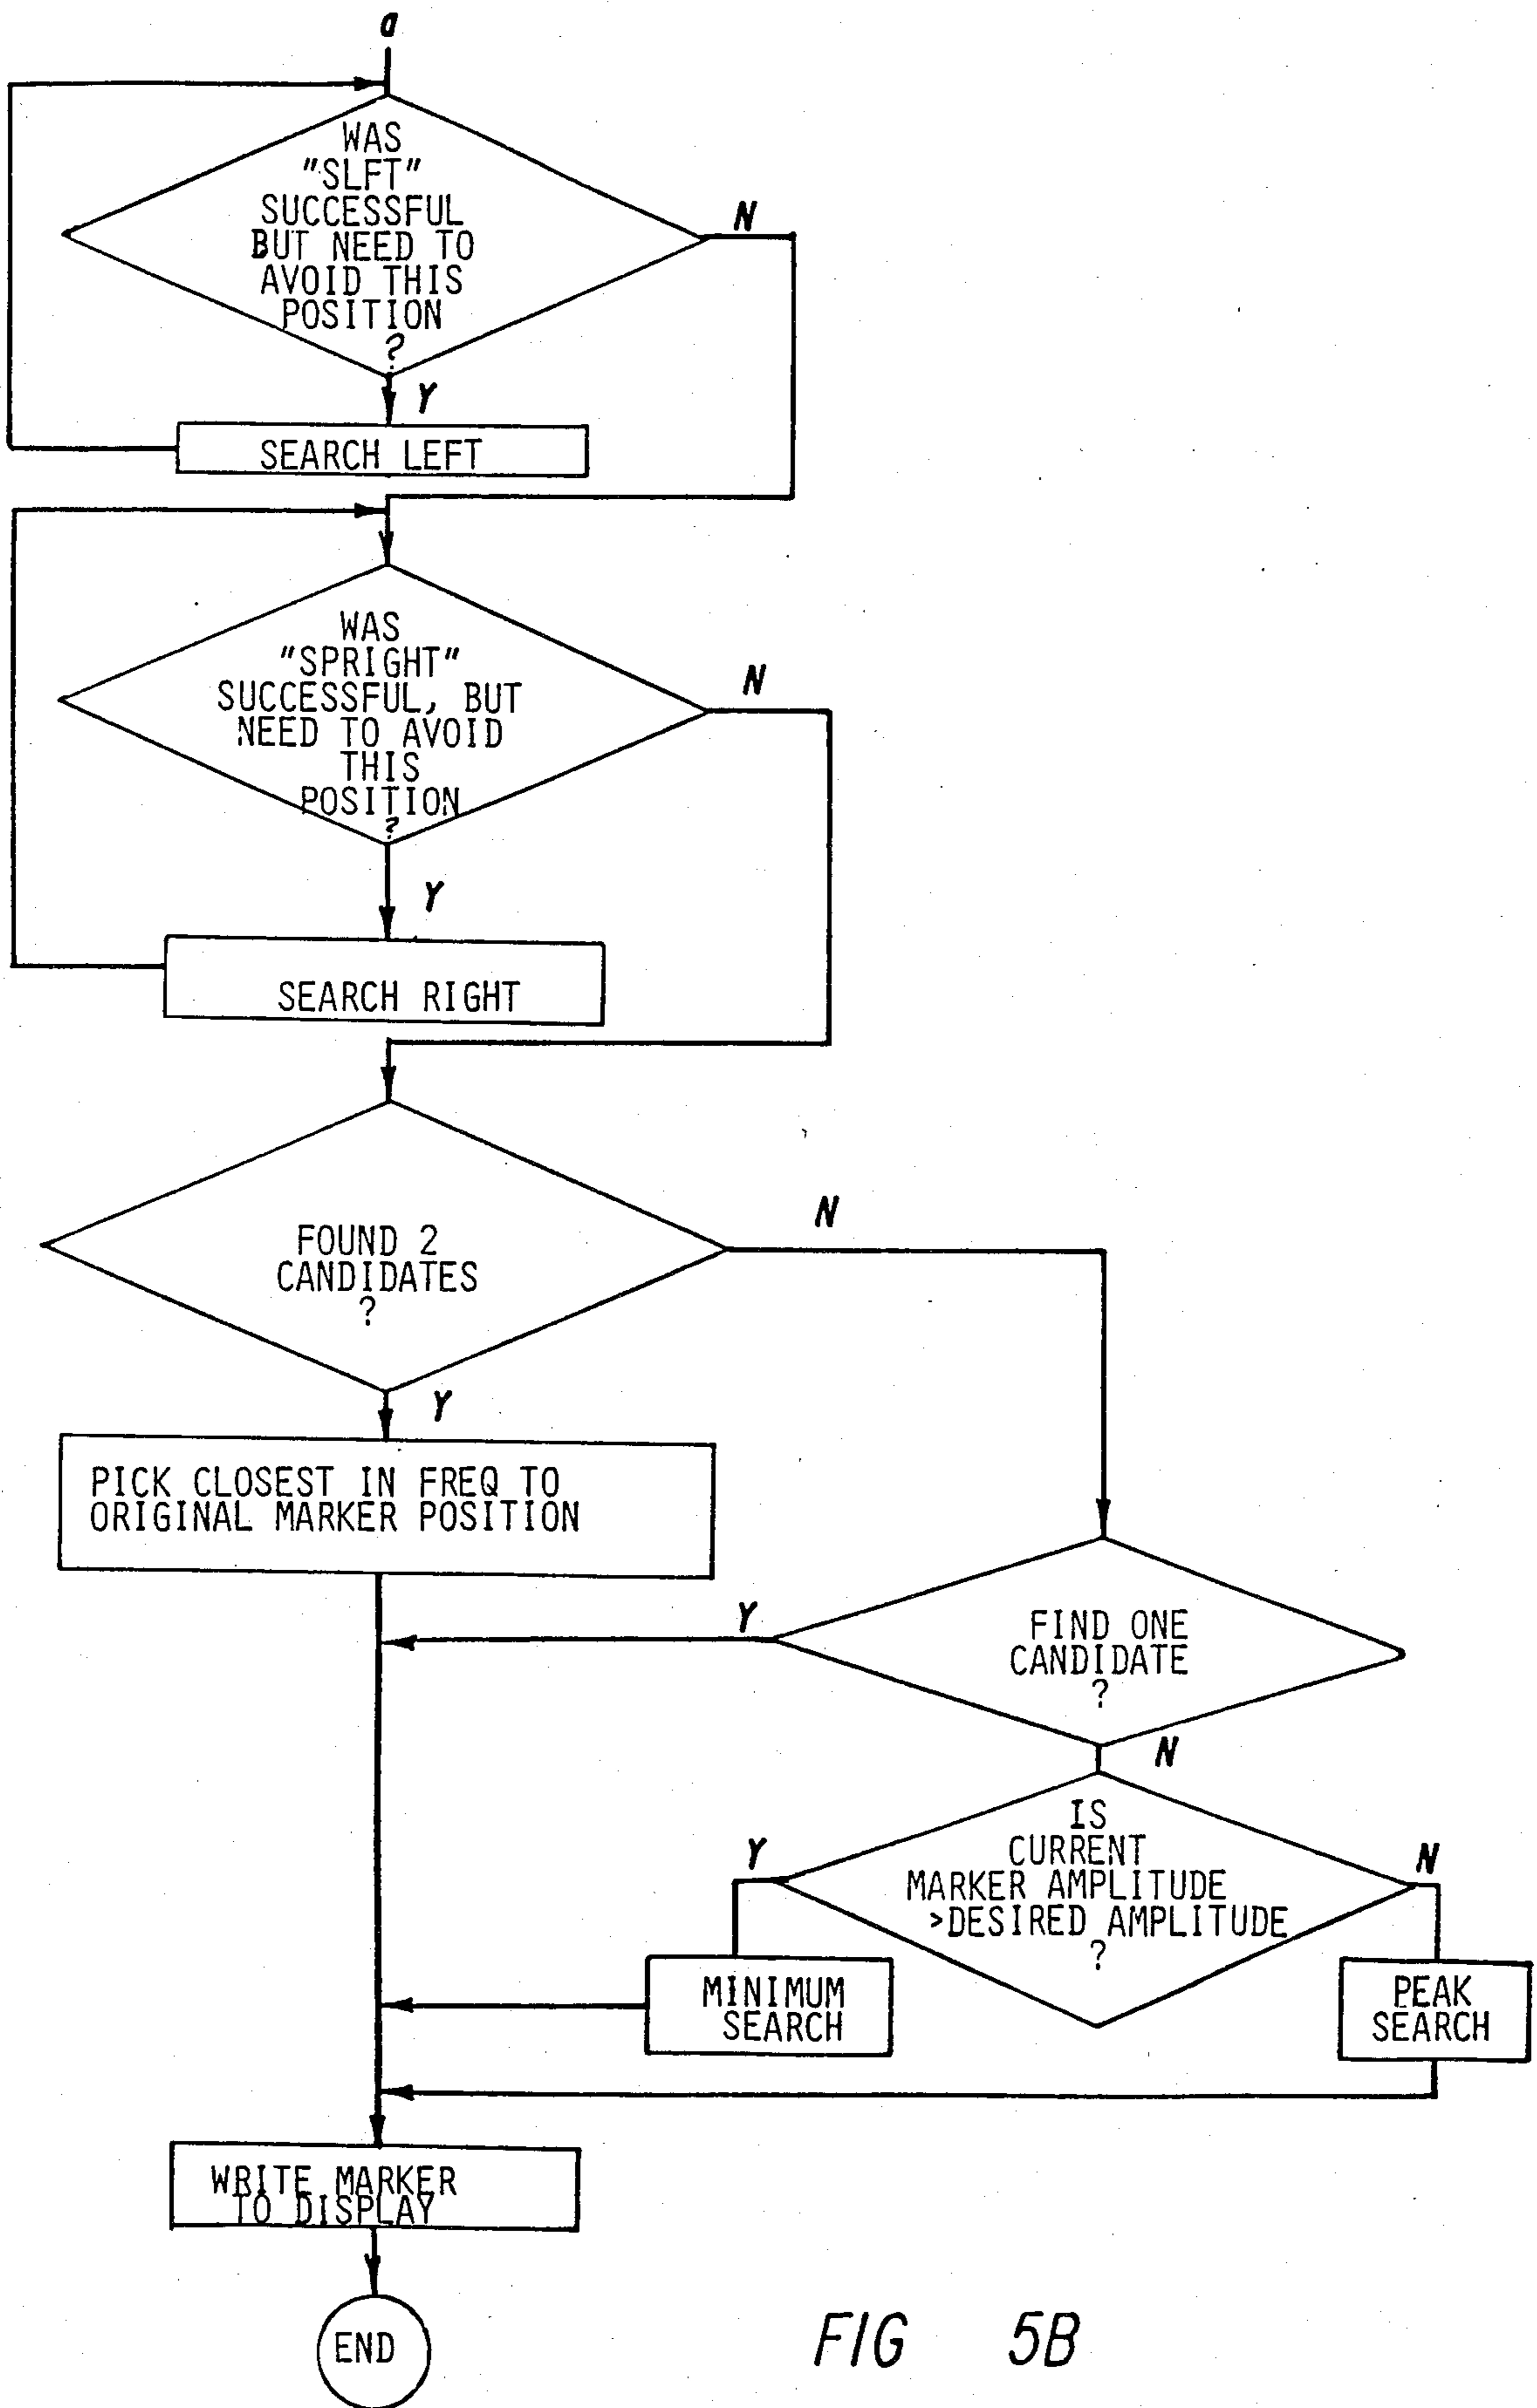 a
WAS
"SLFT"
SUCCESSFUL
BUT NEED TO
AVOID THIS
POSITION
?
N
Y
SEARCH LEFT
WAS
"SPRIGHT"
SUCCESSFUL, BUT
NEED TO AVOID
THIS
POSITION
?
N
Y
SEARCH RIGHT
FOUND 2
CANDIDATES
?
N
Y
PICK CLOSEST IN FREQ TO
ORIGINAL MARKER POSITION
FIND ONE
CANDIDATE
?
Y
N
IS
CURRENT
MARKER AMPLITUDE
>DESIRED AMPLITUDE
?
Y
N
MINIMUM
SEARCH
PEAK
SEARCH
WRITE MARKER
TO DISPLAY
END
FIG 5B